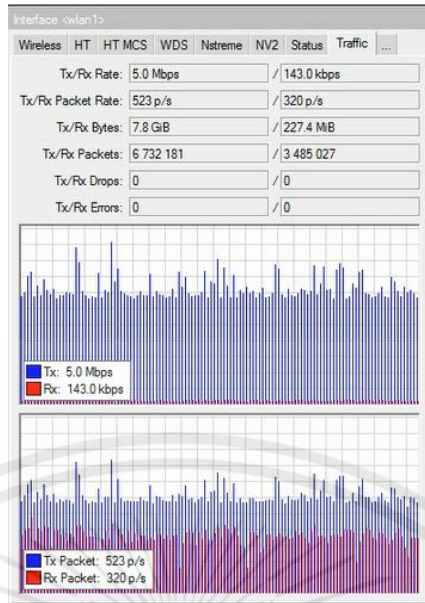 Interface <wlan1>
Wireless HT HT MCS WDS Nstreme NV2 Status Traffic ...
Tx/Rx Rate: 5.0 Mbps / 143.0 kbps
Tx/Rx Packet Rate: 523 p/s / 320 p/s
Tx/Rx Bytes: 7.8 GiB / 227.4 MiB
Tx/Rx Packets: 6 732 181 / 3 485 027
Tx/Rx Drops: 0 / 0
Tx/Rx Errors: 0 / 0
Tx: 5.0 Mbps
Rx: 143.0 kbps
Tx Packet: 523 p/s
Rx Packet: 320 p/s